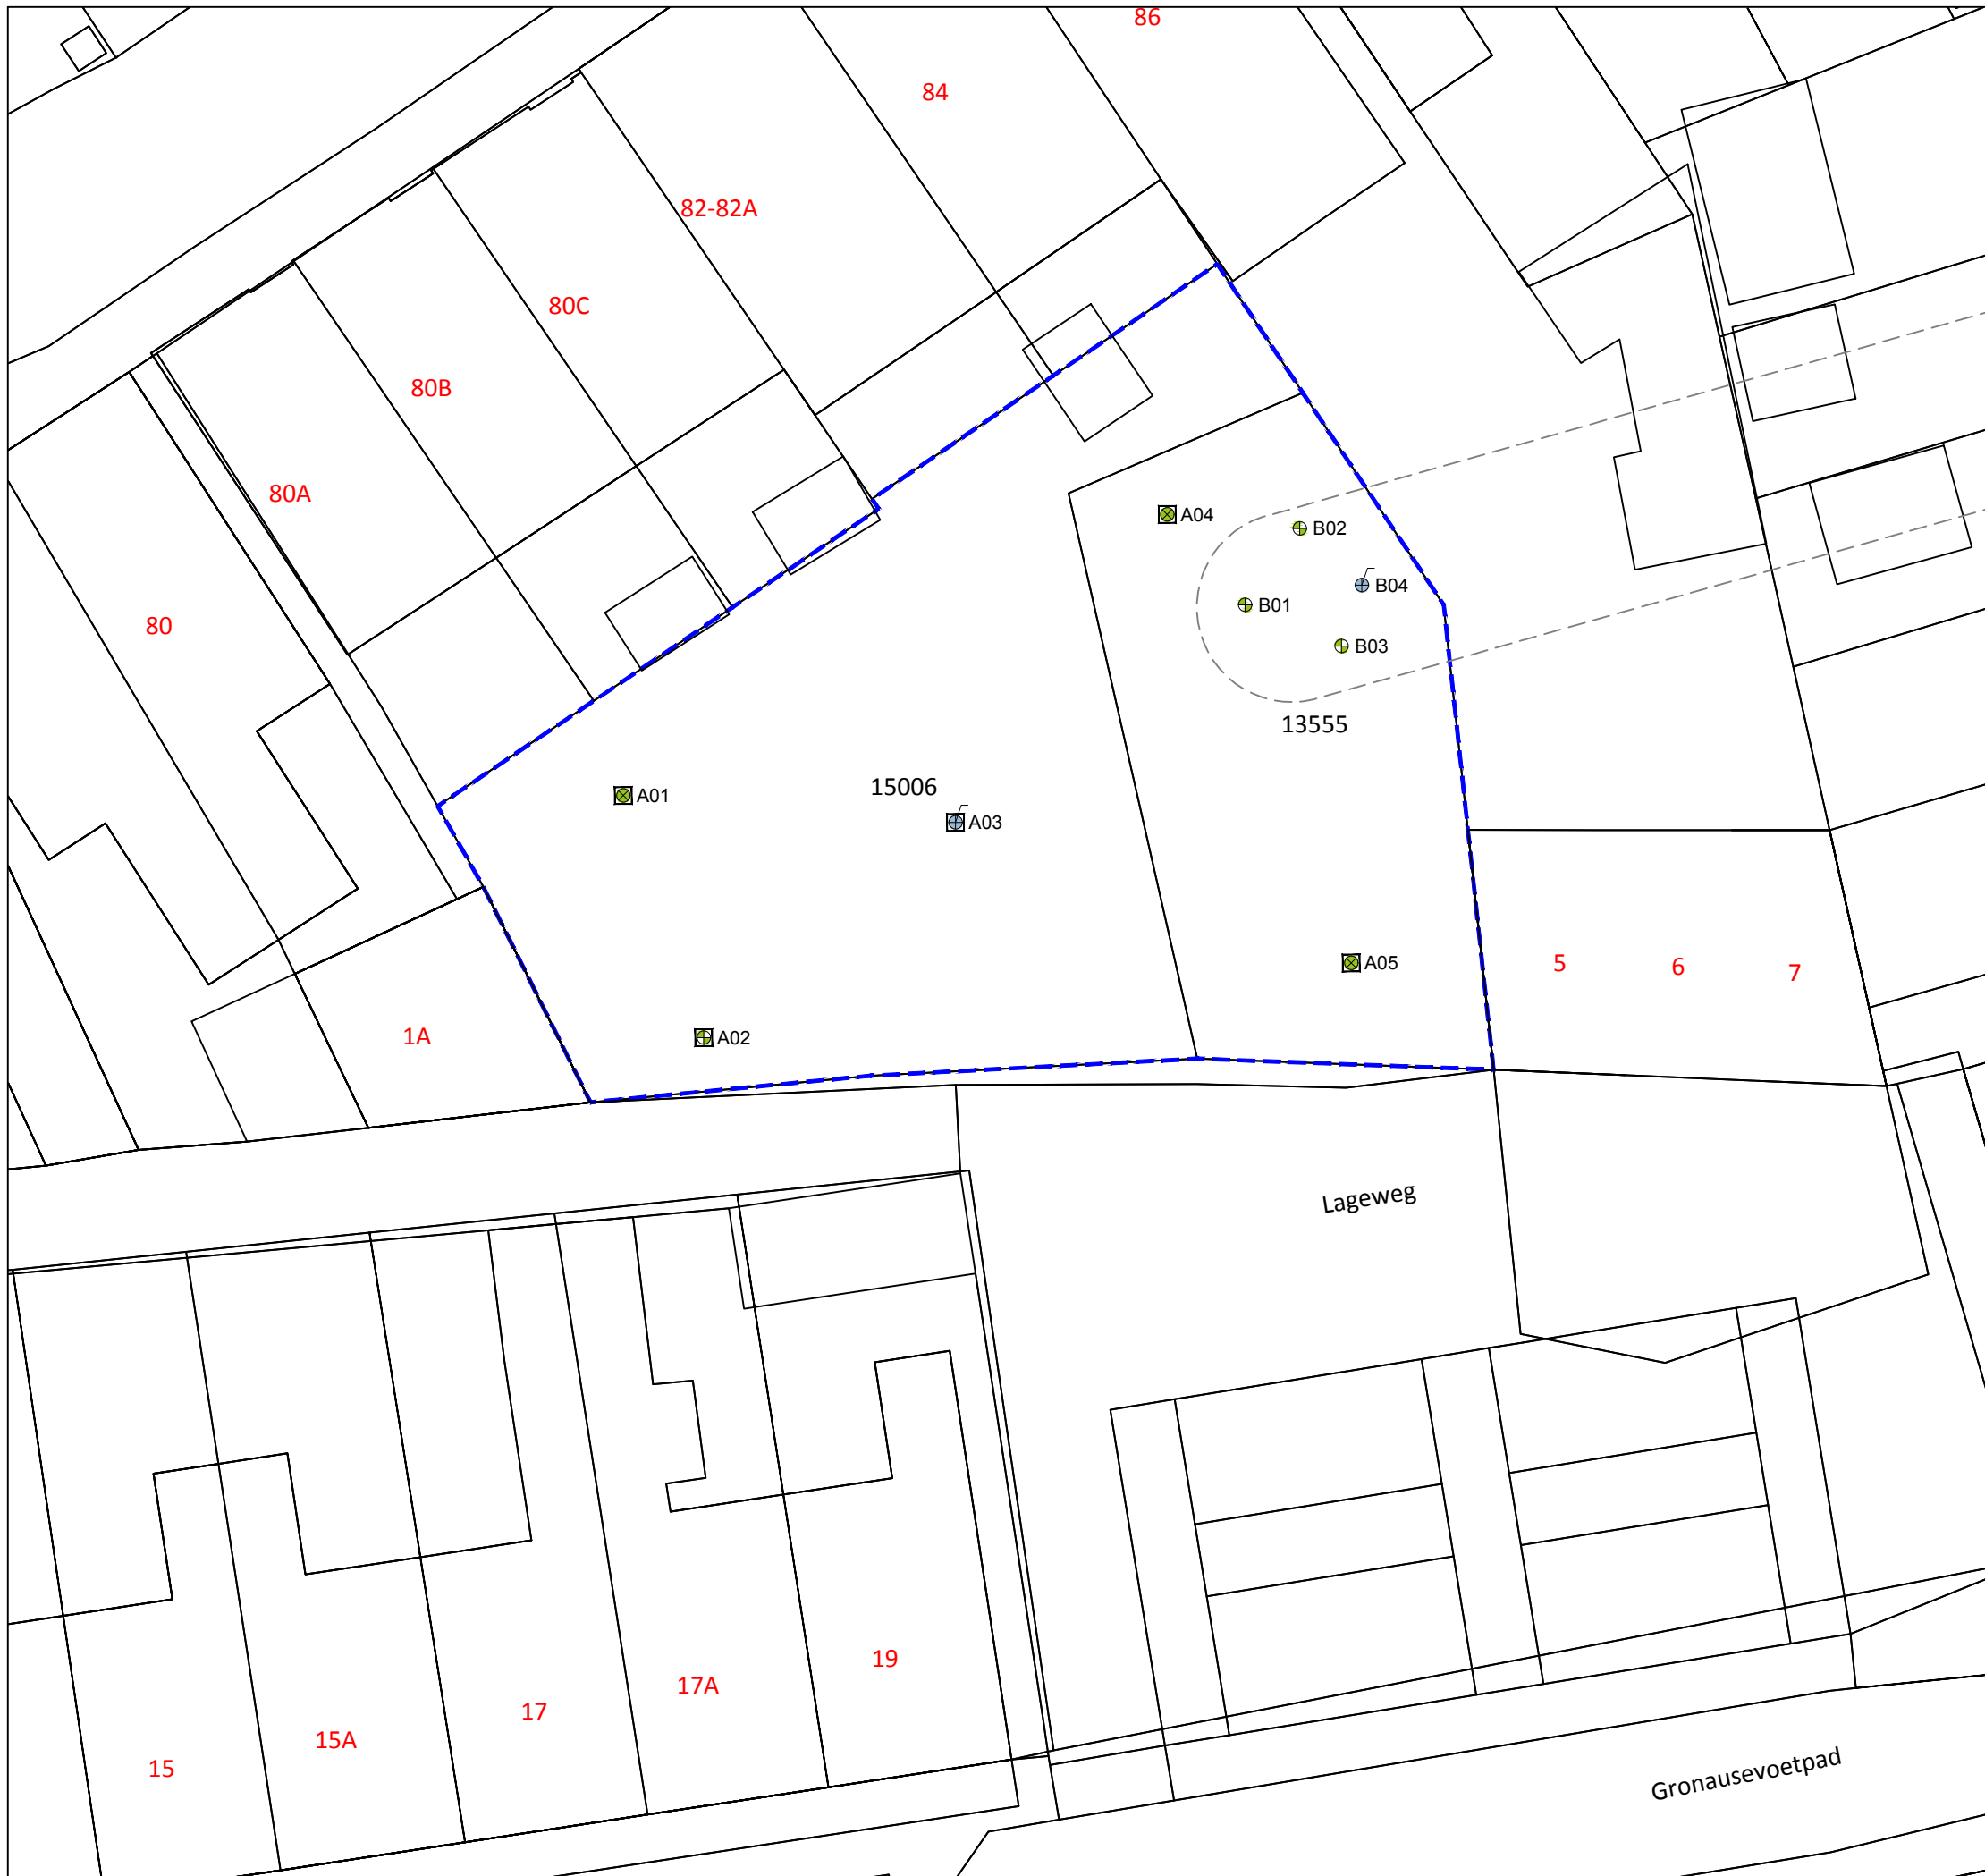 86
84
82-82A
80C
80B
80A
A04
B02
B04
B01
80
B03
13555
15006
A01
A03
A05
5
6
7
1A
A02
Lageweg
19
17A
17
15A
15
Gronausevoetpad